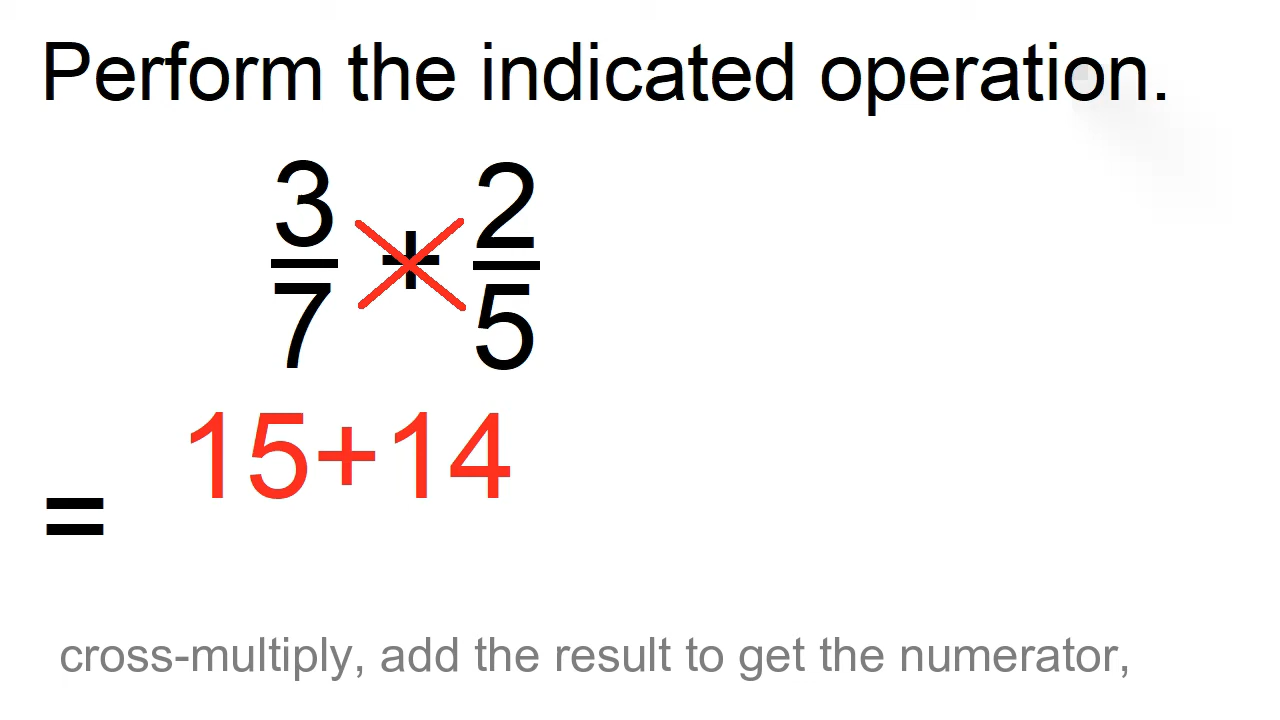 Perform the indicated operation.
3 2
+
7 5
15+14
=
cross-multiply, add the result to get the numerator,